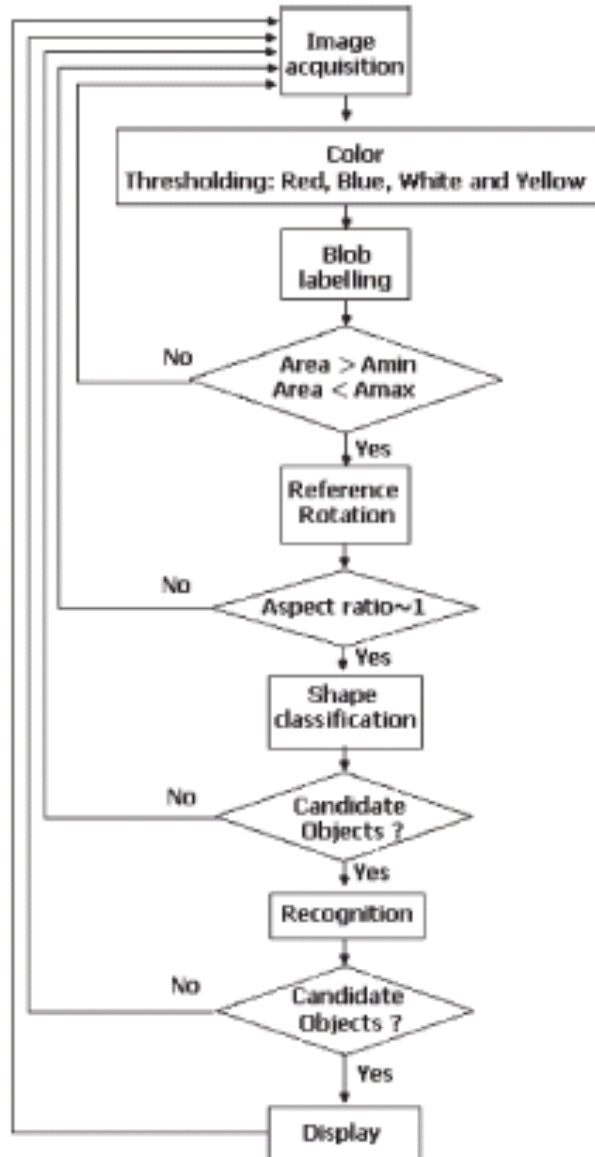 Image
acquisition
Color
Thresholding: Red, Blue, White and Yellow
Blob
labelling
No
Area > Amin
Area < Amax
Yes
Reference
Rotation
No
Aspect ratio~1
Yes
Shape
classification
No
Candidate
Objects ?
Yes
Recognition
No
Candidate
Objects ?
Yes
Display